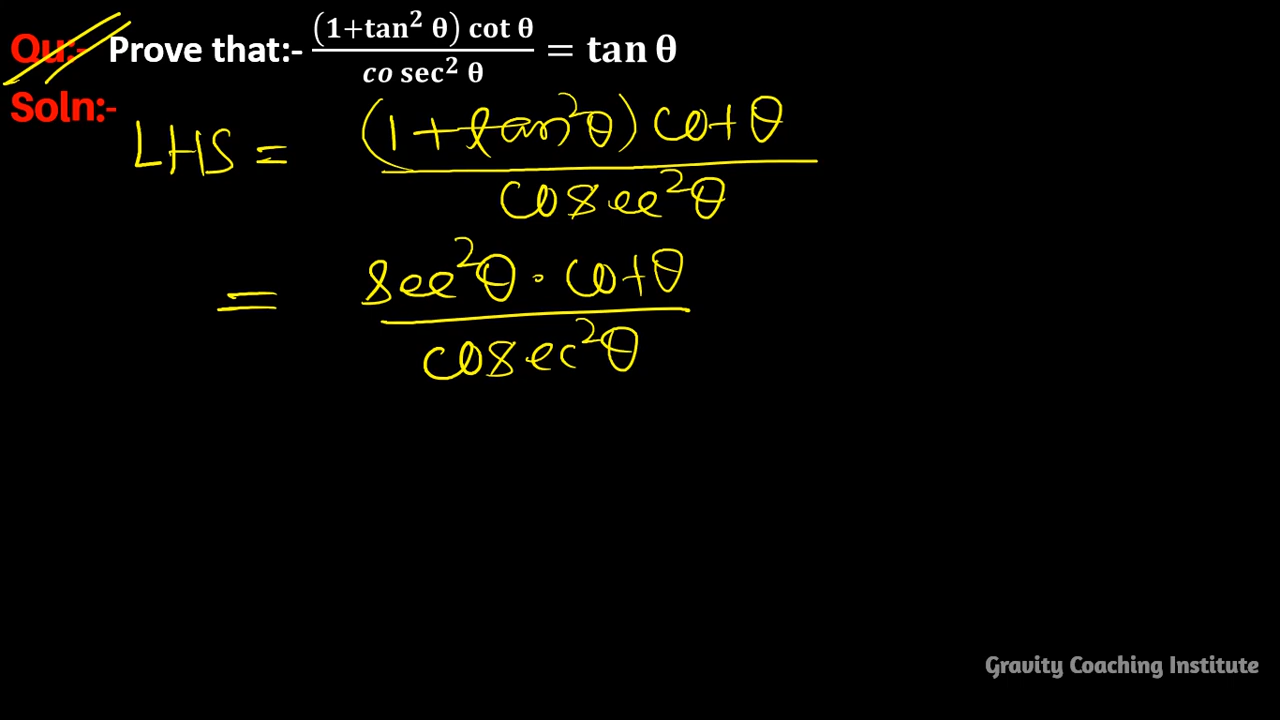 Qu:- Prove that:- (1+tan² θ) cot θ / co sec² θ = tan θ
Soln:-
LHS = (1+tan²θ) cotθ / cosec²θ
= sec²θ · cotθ / cosec²θ
Gravity Coaching Institute